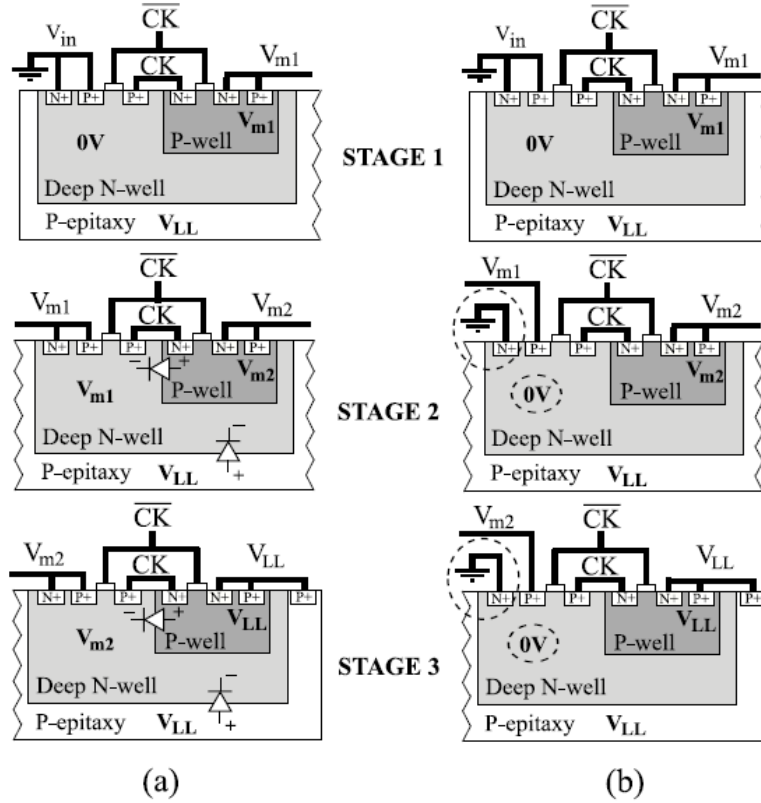 CK CK
V_in CK V_m1 V_in CK V_m1
N+ P+ P+ N+ N+ P+ N+ P+ P+ N+ N+ P+
0V V_m1 0V V_m1
P-well P-well
STAGE 1
Deep N-well Deep N-well
P-epitaxy V_LL P-epitaxy V_LL
V_m1 CK V_m2 V_m1 CK V_m2
CK CK
N+ P+ P+ N+ N+ P+ N+ P+ P+ N+ N+ P+
- + V_m2 V_m2
V_m1 P-well 0V P-well
STAGE 2
Deep N-well - Deep N-well
P-epitaxy V_LL + P-epitaxy V_LL
V_m2 CK V_LL V_m2 CK V_LL
CK CK
N+ P+ P+ N+ N+ P+ P+ N+ P+ P+ N+ N+ P+ P+
- + V_LL V_LL
V_m2 P-well 0V P-well
STAGE 3
Deep N-well - Deep N-well
P-epitaxy V_LL + P-epitaxy V_LL
(a) (b)